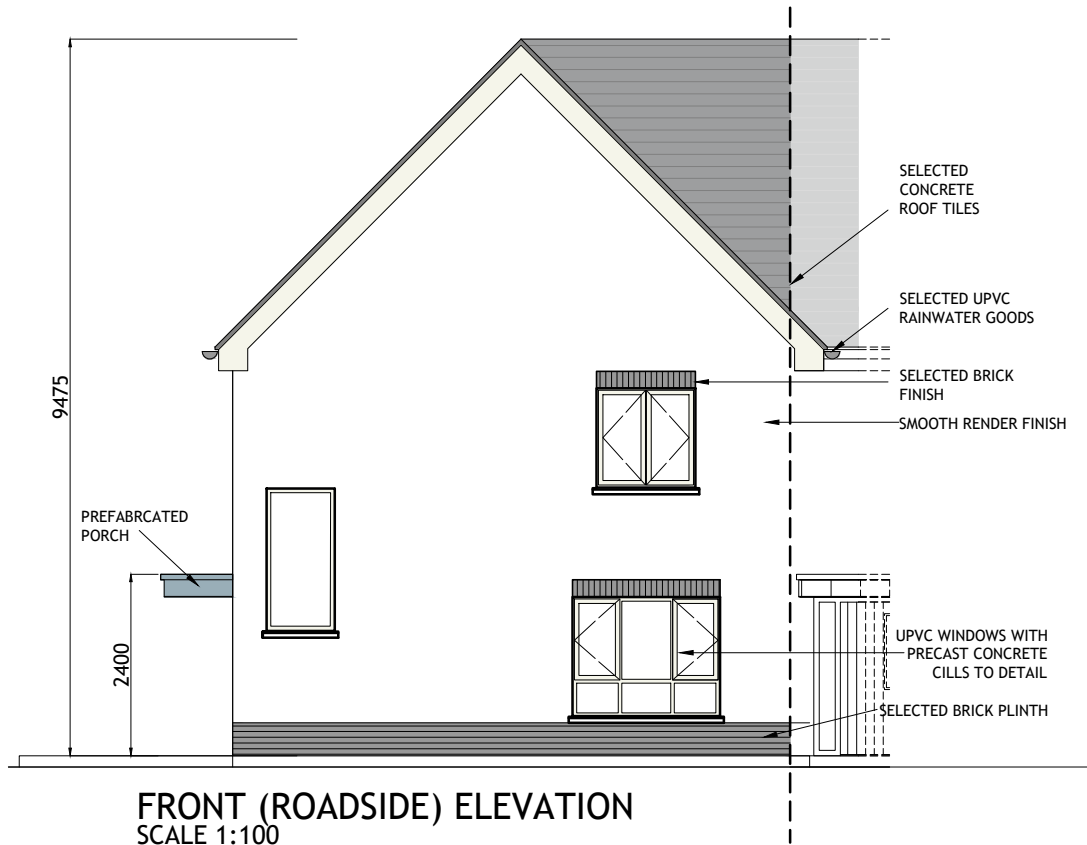 SELECTED
CONCRETE
ROOF TILES
SELECTED UPVC
RAINWATER GOODS
SELECTED BRICK
FINISH
SMOOTH RENDER FINISH
9475
PREFABRCATED
PORCH
2400
UPVC WINDOWS WITH
PRECAST CONCRETE
CILLS TO DETAIL
SELECTED BRICK PLINTH
FRONT (ROADSIDE) ELEVATION
SCALE 1:100